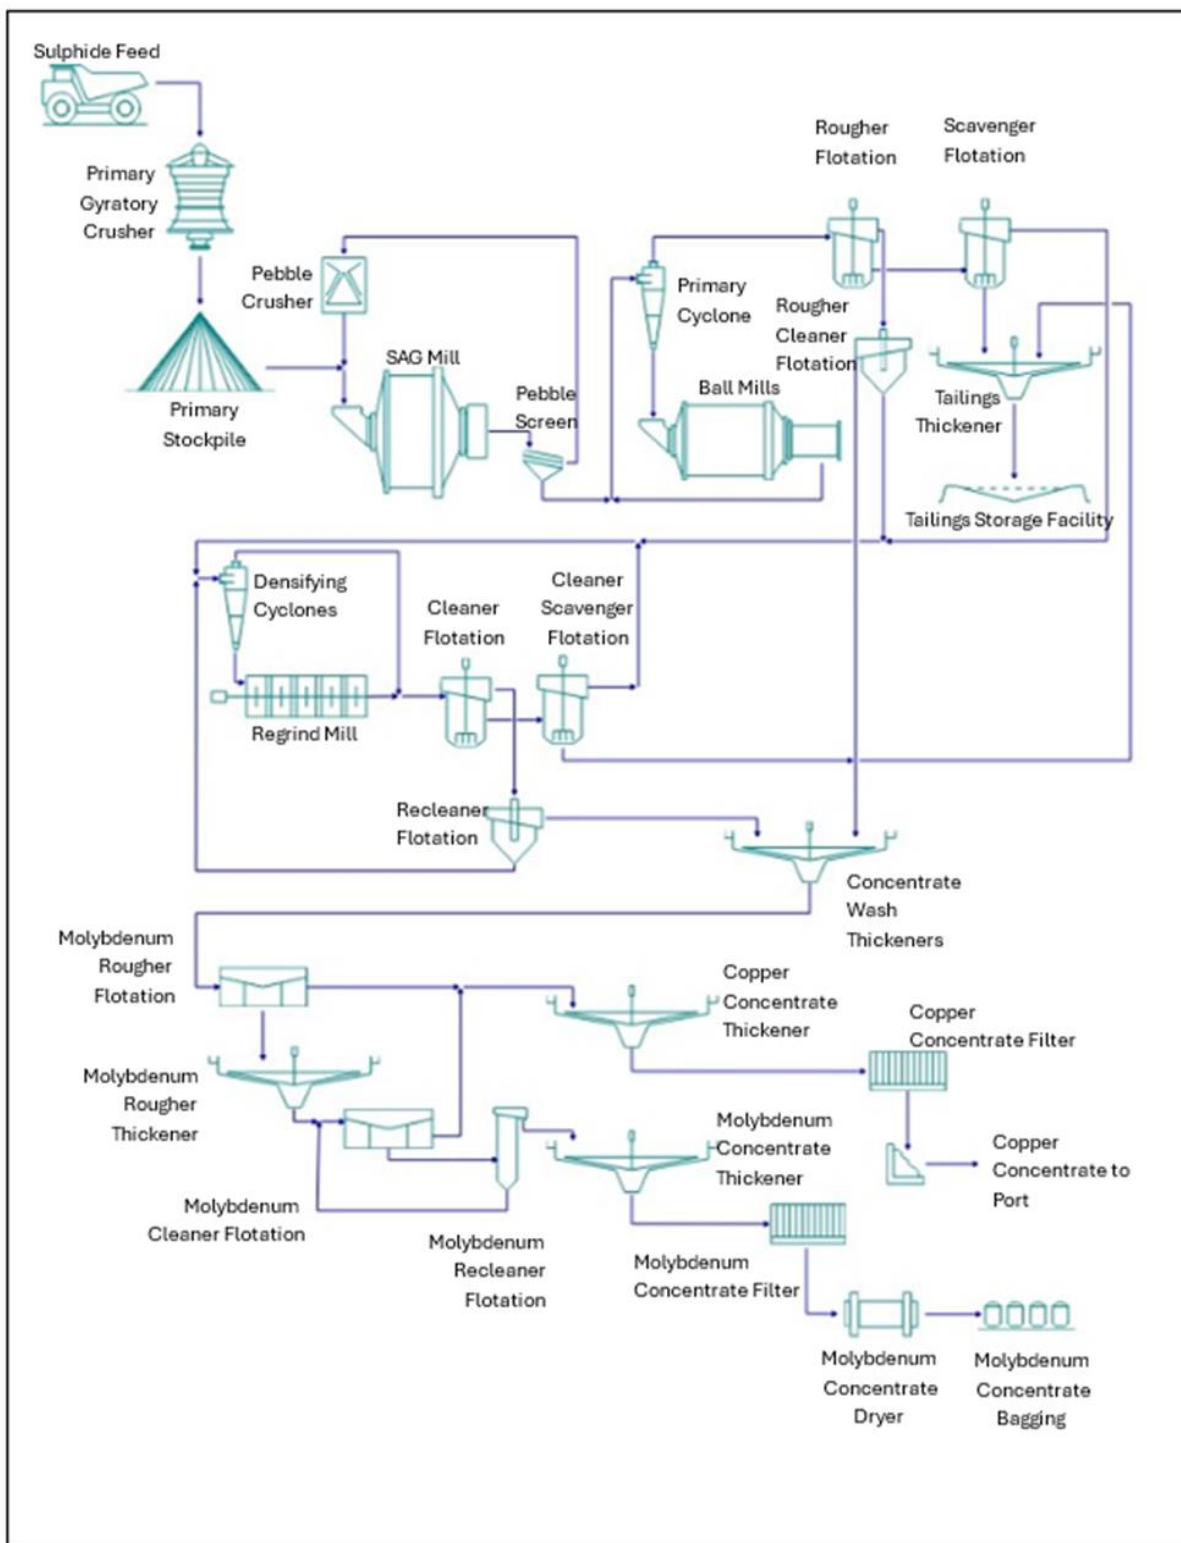 Sulphide Feed
Primary
Gyratory
Crusher
Primary
Stockpile
Pebble
Crusher
SAG Mill
Pebble
Screen
Primary
Cyclone
Ball Mills
Rougher
Flotation
Scavenger
Flotation
Rougher
Cleaner
Flotation
Tailings
Thickener
Tailings Storage Facility
Densifying
Cyclones
Regrind Mill
Cleaner
Flotation
Cleaner
Scavenger
Flotation
Recleaner
Flotation
Concentrate
Wash
Thickeners
Molybdenum
Rougher
Flotation
Molybdenum
Rougher
Thickener
Molybdenum
Cleaner Flotation
Molybdenum
Recleaner
Flotation
Copper
Concentrate
Thickener
Copper
Concentrate Filter
Copper
Concentrate to
Port
Molybdenum
Concentrate
Thickener
Molybdenum
Concentrate Filter
Molybdenum
Concentrate
Dryer
Molybdenum
Concentrate
Bagging